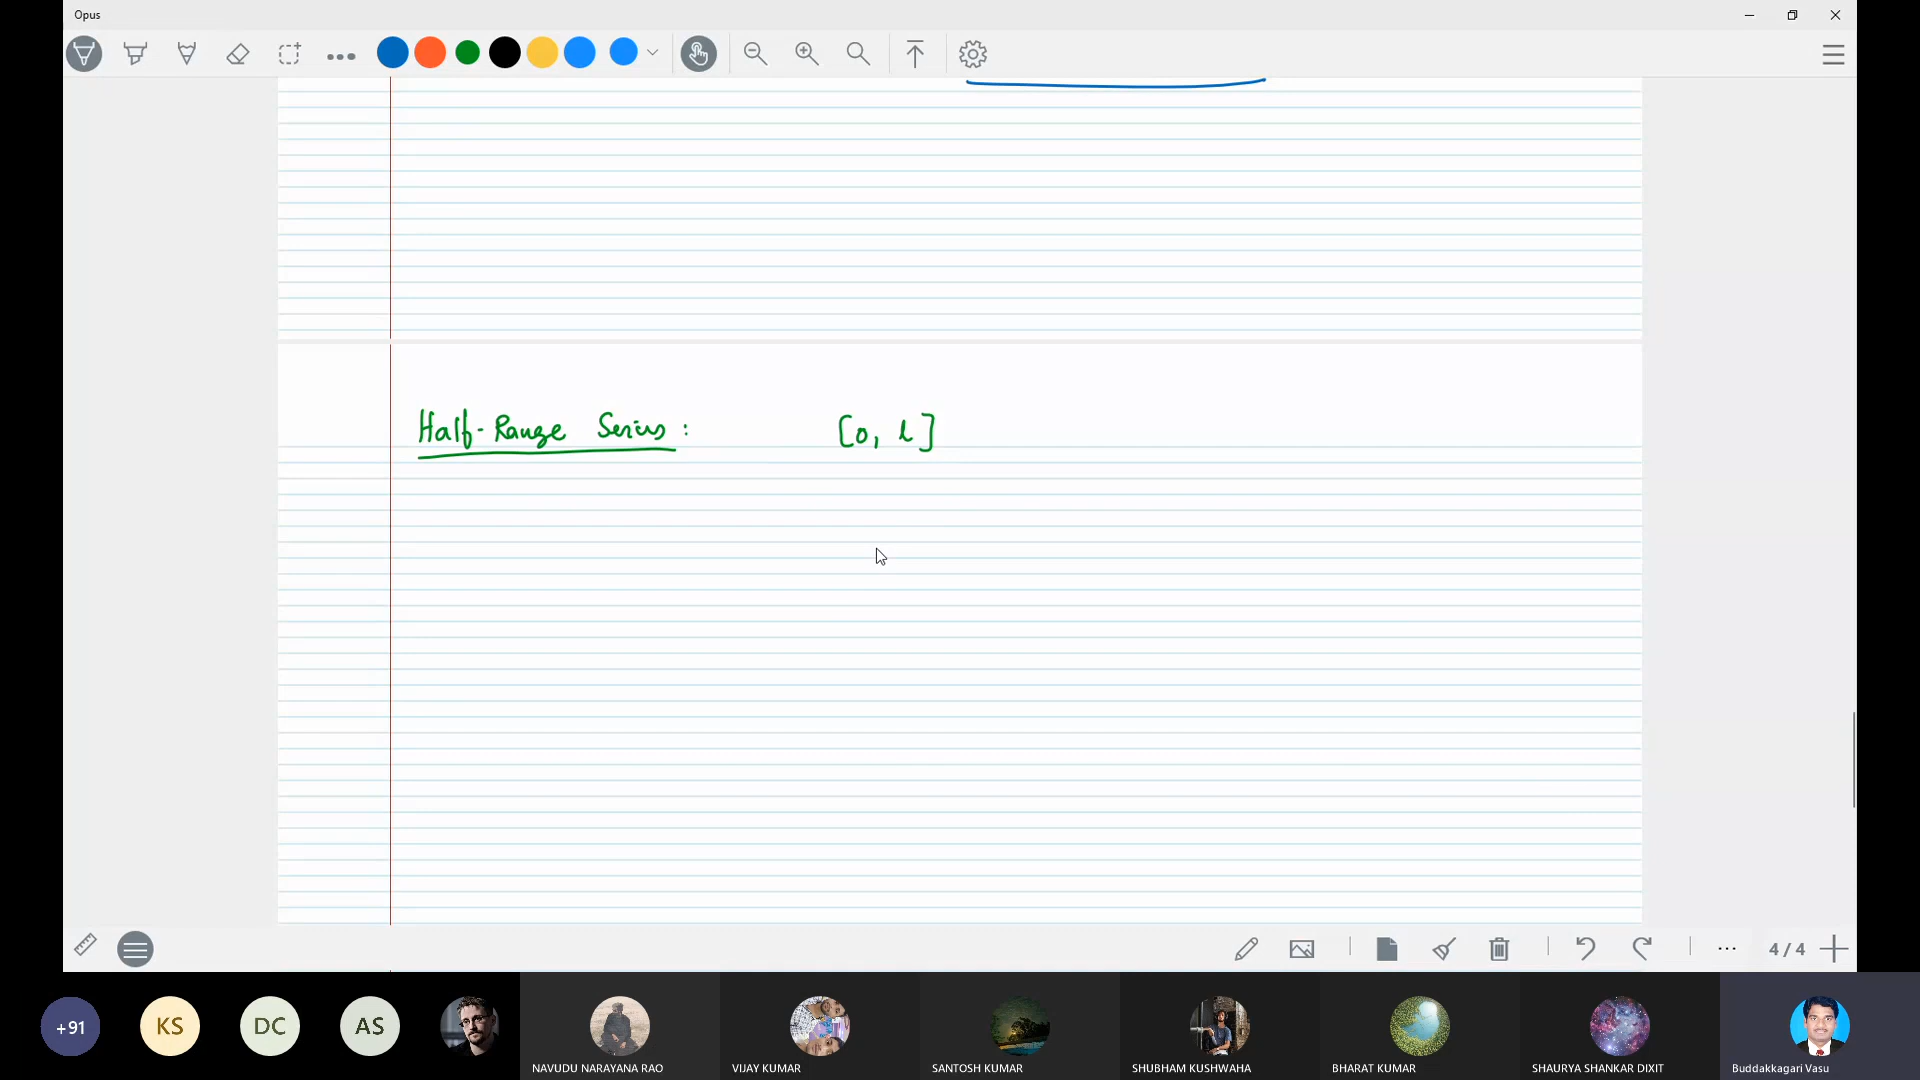 Opus
Half-Range Series : [0, l]
4 / 4
+91
KS
DC
AS
NAVUDU NARAYANA RAO
VIJAY KUMAR
SANTOSH KUMAR
SHUBHAM KUSHWAHA
BHARAT KUMAR
SHAURYA SHANKAR DIXIT
Buddakkagari Vasu